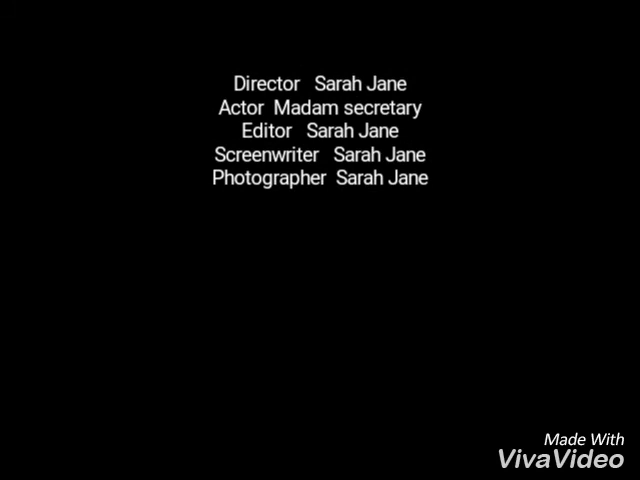 Director Sarah Jane
Actor Madam secretary
Editor Sarah Jane
Screenwriter Sarah Jane
Photographer Sarah Jane
Made With
VivaVideo